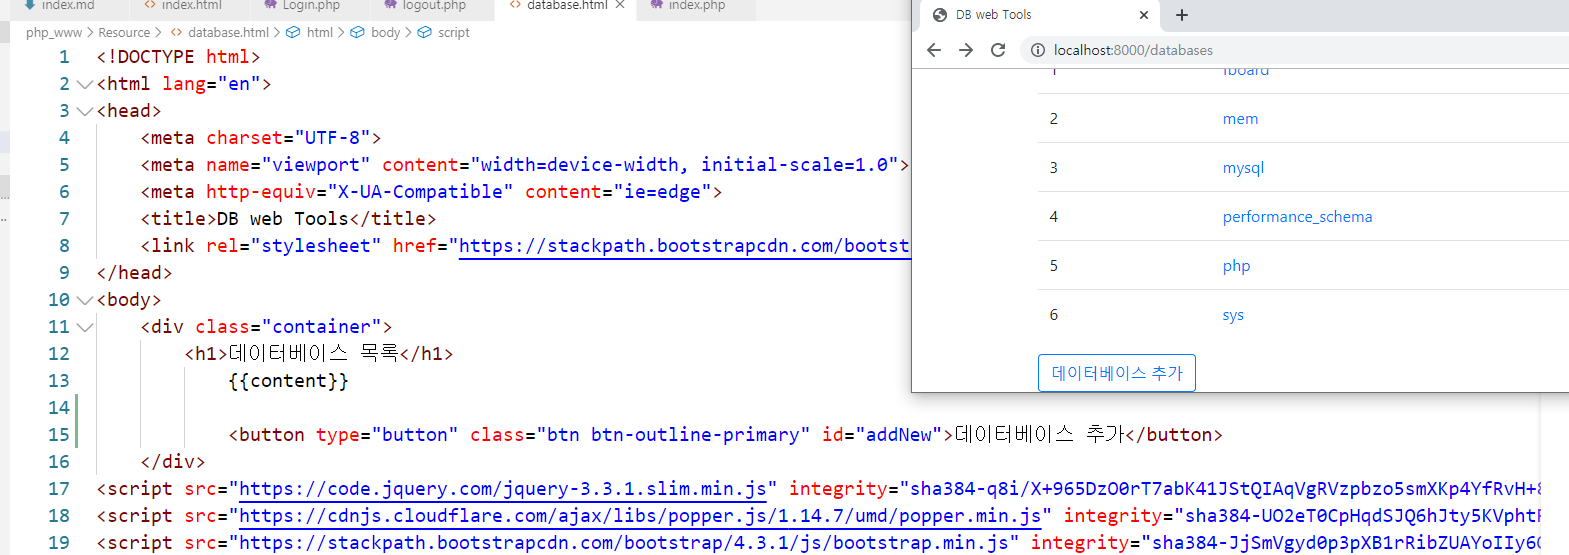 index.md index.html Login.php logout.php database.html index.php
php_www > Resource > database.html > html > body > script
1 <!DOCTYPE html>
2 <html lang="en">
3 <head>
4 <meta charset="UTF-8">
5 <meta name="viewport" content="width=device-width, initial-scale=1.0">
6 <meta http-equiv="X-UA-Compatible" content="ie=edge">
7 <title>DB web Tools</title>
8 <link rel="stylesheet" href="https://stackpath.bootstrapcdn.com/bootst
9 </head>
10 <body>
11 <div class="container">
12 <h1>데이터베이스 목록</h1>
13 {{content}}
14
15 <button type="button" class="btn btn-outline-primary" id="addNew">데이터베이스 추가</button>
16 </div>
17 <script src="https://code.jquery.com/jquery-3.3.1.slim.min.js" integrity="sha384-q8i/X+965DzO0rT7abK41JStQIAqVgRVzpbzo5smXKp4YfRvH+8
18 <script src="https://cdnjs.cloudflare.com/ajax/libs/popper.js/1.14.7/umd/popper.min.js" integrity="sha384-UO2eT0CpHqdSJQ6hJty5KVphtP
19 <script src="https://stackpath.bootstrapcdn.com/bootstrap/4.3.1/js/bootstrap.min.js" integrity="sha384-JjSmVgyd0p3pXB1rRibZUAYoIIy6O
DB web Tools
localhost:8000/databases
1 fboard
2 mem
3 mysql
4 performance_schema
5 php
6 sys
데이터베이스 추가